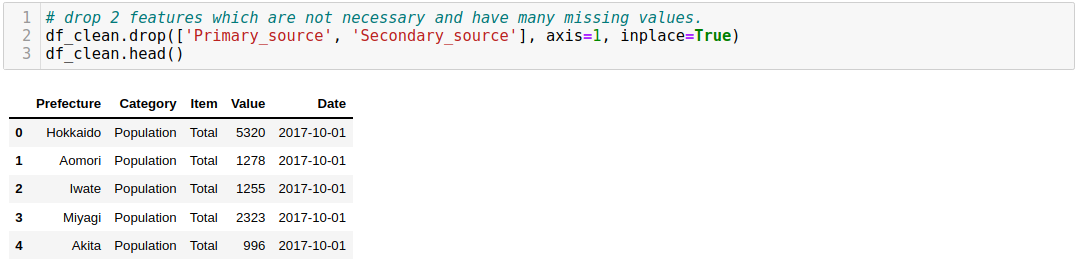 1 # drop 2 features which are not necessary and have many missing values.
2 df_clean.drop(['Primary_source', 'Secondary_source'], axis=1, inplace=True)
3 df_clean.head()
Prefecture Category Item Value Date
0 Hokkaido Population Total 5320 2017-10-01
1 Aomori Population Total 1278 2017-10-01
2 Iwate Population Total 1255 2017-10-01
3 Miyagi Population Total 2323 2017-10-01
4 Akita Population Total 996 2017-10-01